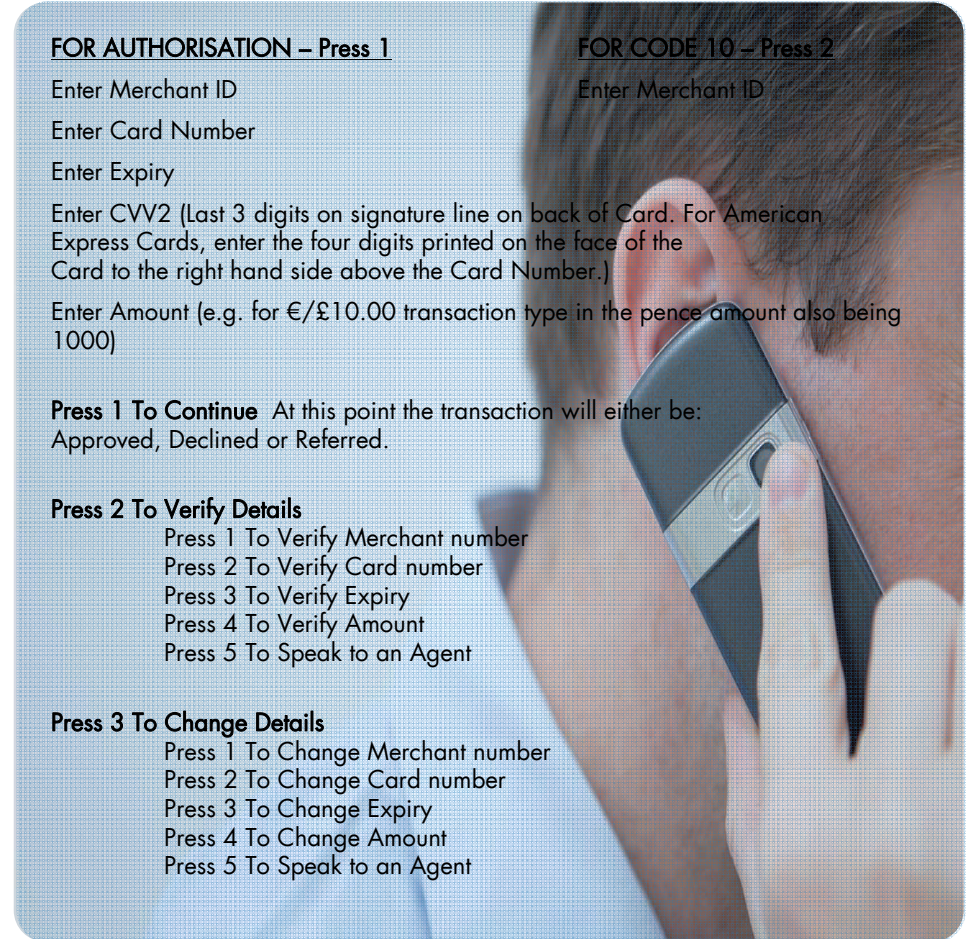 FOR AUTHORISATION – Press 1
FOR CODE 10 – Press 2
Enter Merchant ID
Enter Merchant ID
Enter Card Number
Enter Expiry
Enter CVV2 (Last 3 digits on signature line on back of Card. For American
Express Cards, enter the four digits printed on the face of the
Card to the right hand side above the Card Number.)
Enter Amount (e.g. for €/£10.00 transaction type in the pence amount also being
1000)
Press 1 To Continue At this point the transaction will either be:
Approved, Declined or Referred.
Press 2 To Verify Details
Press 1 To Verify Merchant number
Press 2 To Verify Card number
Press 3 To Verify Expiry
Press 4 To Verify Amount
Press 5 To Speak to an Agent
Press 3 To Change Details
Press 1 To Change Merchant number
Press 2 To Change Card number
Press 3 To Change Expiry
Press 4 To Change Amount
Press 5 To Speak to an Agent